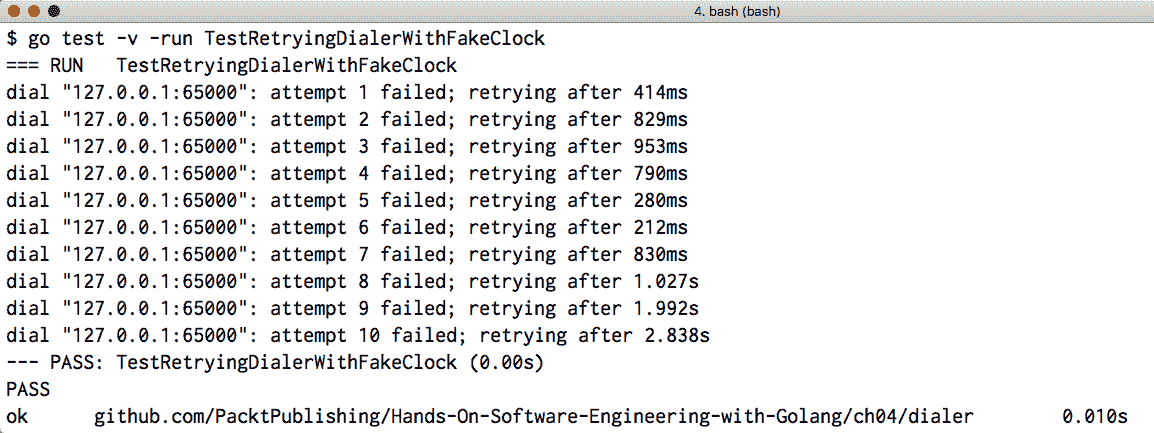 4. bash (bash)
$ go test -v -run TestRetryingDialerWithFakeClock
=== RUN   TestRetryingDialerWithFakeClock
dial "127.0.0.1:65000": attempt 1 failed; retrying after 414ms
dial "127.0.0.1:65000": attempt 2 failed; retrying after 829ms
dial "127.0.0.1:65000": attempt 3 failed; retrying after 953ms
dial "127.0.0.1:65000": attempt 4 failed; retrying after 790ms
dial "127.0.0.1:65000": attempt 5 failed; retrying after 280ms
dial "127.0.0.1:65000": attempt 6 failed; retrying after 212ms
dial "127.0.0.1:65000": attempt 7 failed; retrying after 830ms
dial "127.0.0.1:65000": attempt 8 failed; retrying after 1.027s
dial "127.0.0.1:65000": attempt 9 failed; retrying after 1.992s
dial "127.0.0.1:65000": attempt 10 failed; retrying after 2.838s
--- PASS: TestRetryingDialerWithFakeClock (0.00s)
PASS
ok      github.com/PacktPublishing/Hands-On-Software-Engineering-with-Golang/ch04/dialer        0.010s